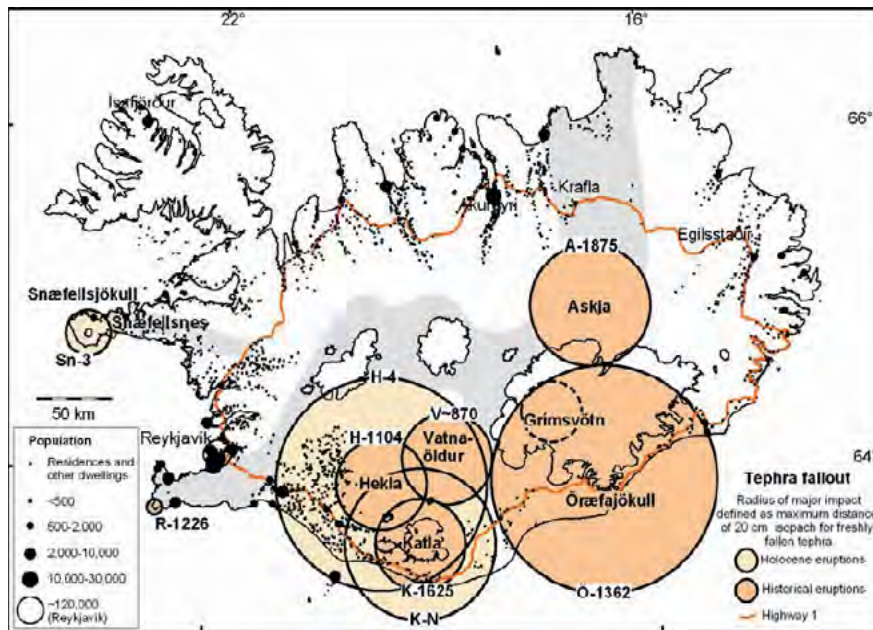 22°
16°
Ísafjörður
66°
Krafla
Akureyri
Egilsstaðir
A-1875
Askja
Snæfellsjökull
Snæfellsnes
Sn-3
50 km
H-4
V~870
Grímsvötn
H-1104
Vatna-
öldur
Reykjavík
64°
Hekla
Öræfajökull
R-1226
Katla
K-1625
K-N
Ö-1362
Population
Residences and
other dwellings
<500
500-2.000
2,000-10,000
10,000-30,000
~120,000
(Reykjavik)
Tephra fallout
Radius of major impact
defined as maximum distance
of 20 cm isopach for freshly
fallen tephra.
Holocene eruptions
Historical eruptions
Highway 1